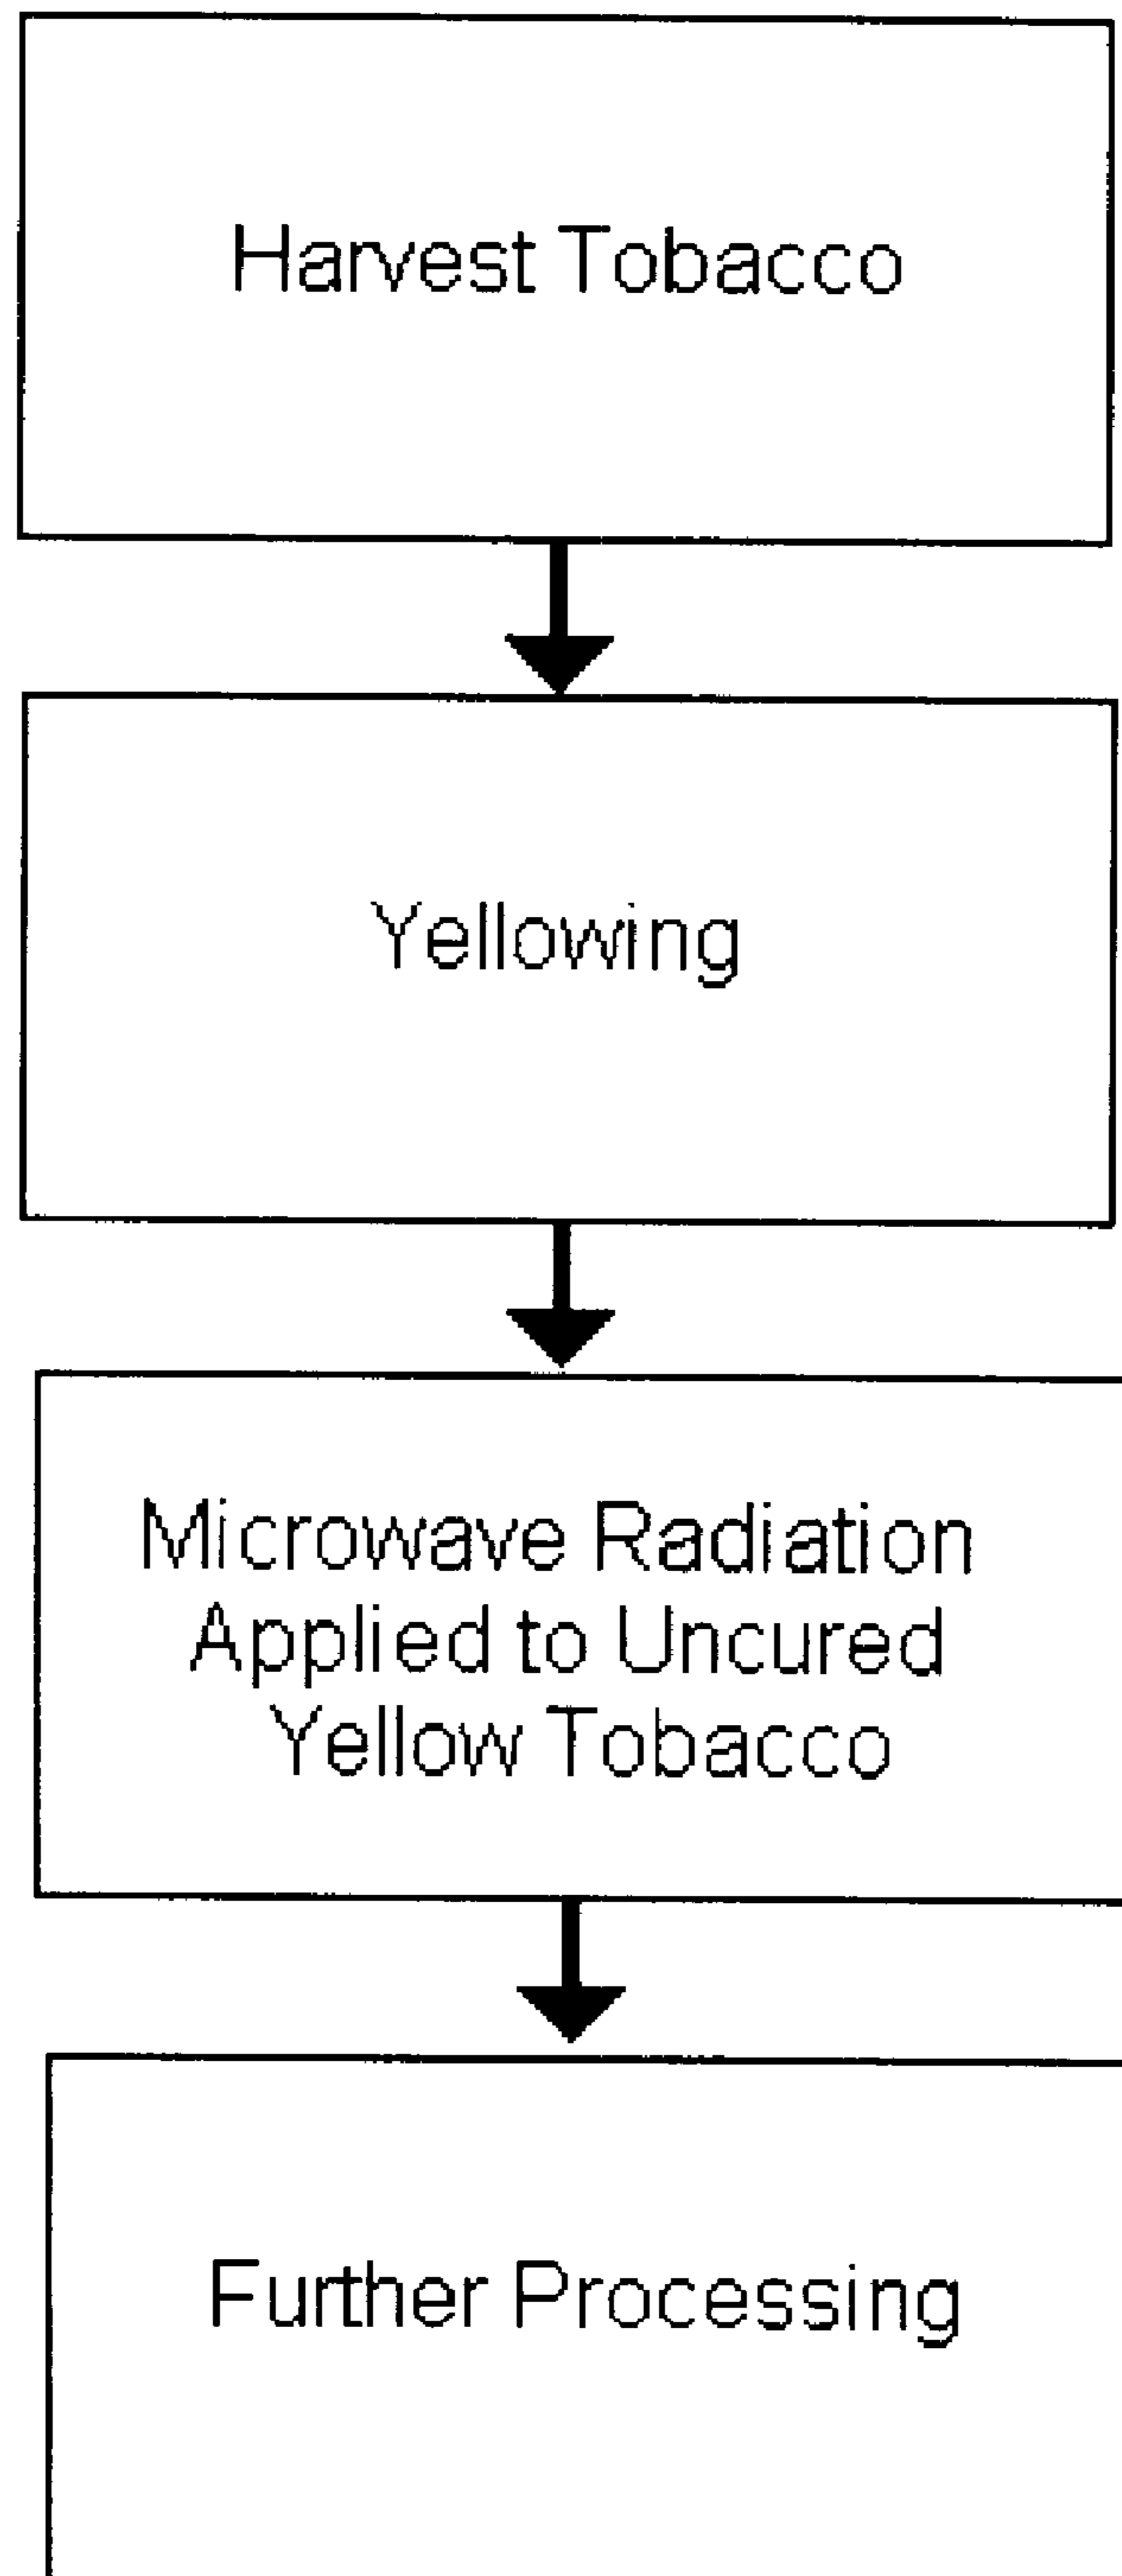 Harvest Tobacco
Yellowing
Microwave Radiation
Applied to Uncured
Yellow Tobacco
Further Processing